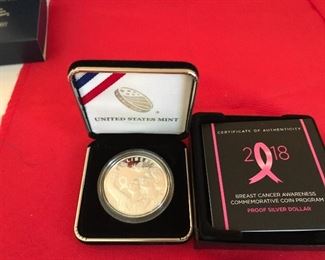 UNITED STATES MINT
LIBERTY
CERTIFICATE OF AUTHENTICITY
2018
BREAST CANCER AWARENESS
COMMEMORATIVE COIN PROGRAM
PROOF SILVER DOLLAR